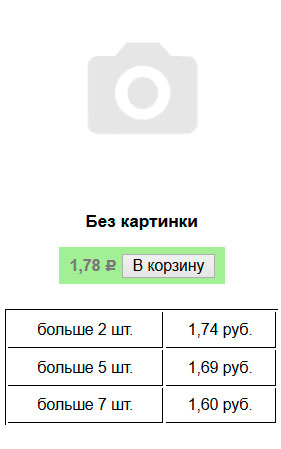 Без картинки
1,78 ₽ В корзину
больше 2 шт. 1,74 руб.
больше 5 шт. 1,69 руб.
больше 7 шт. 1,60 руб.